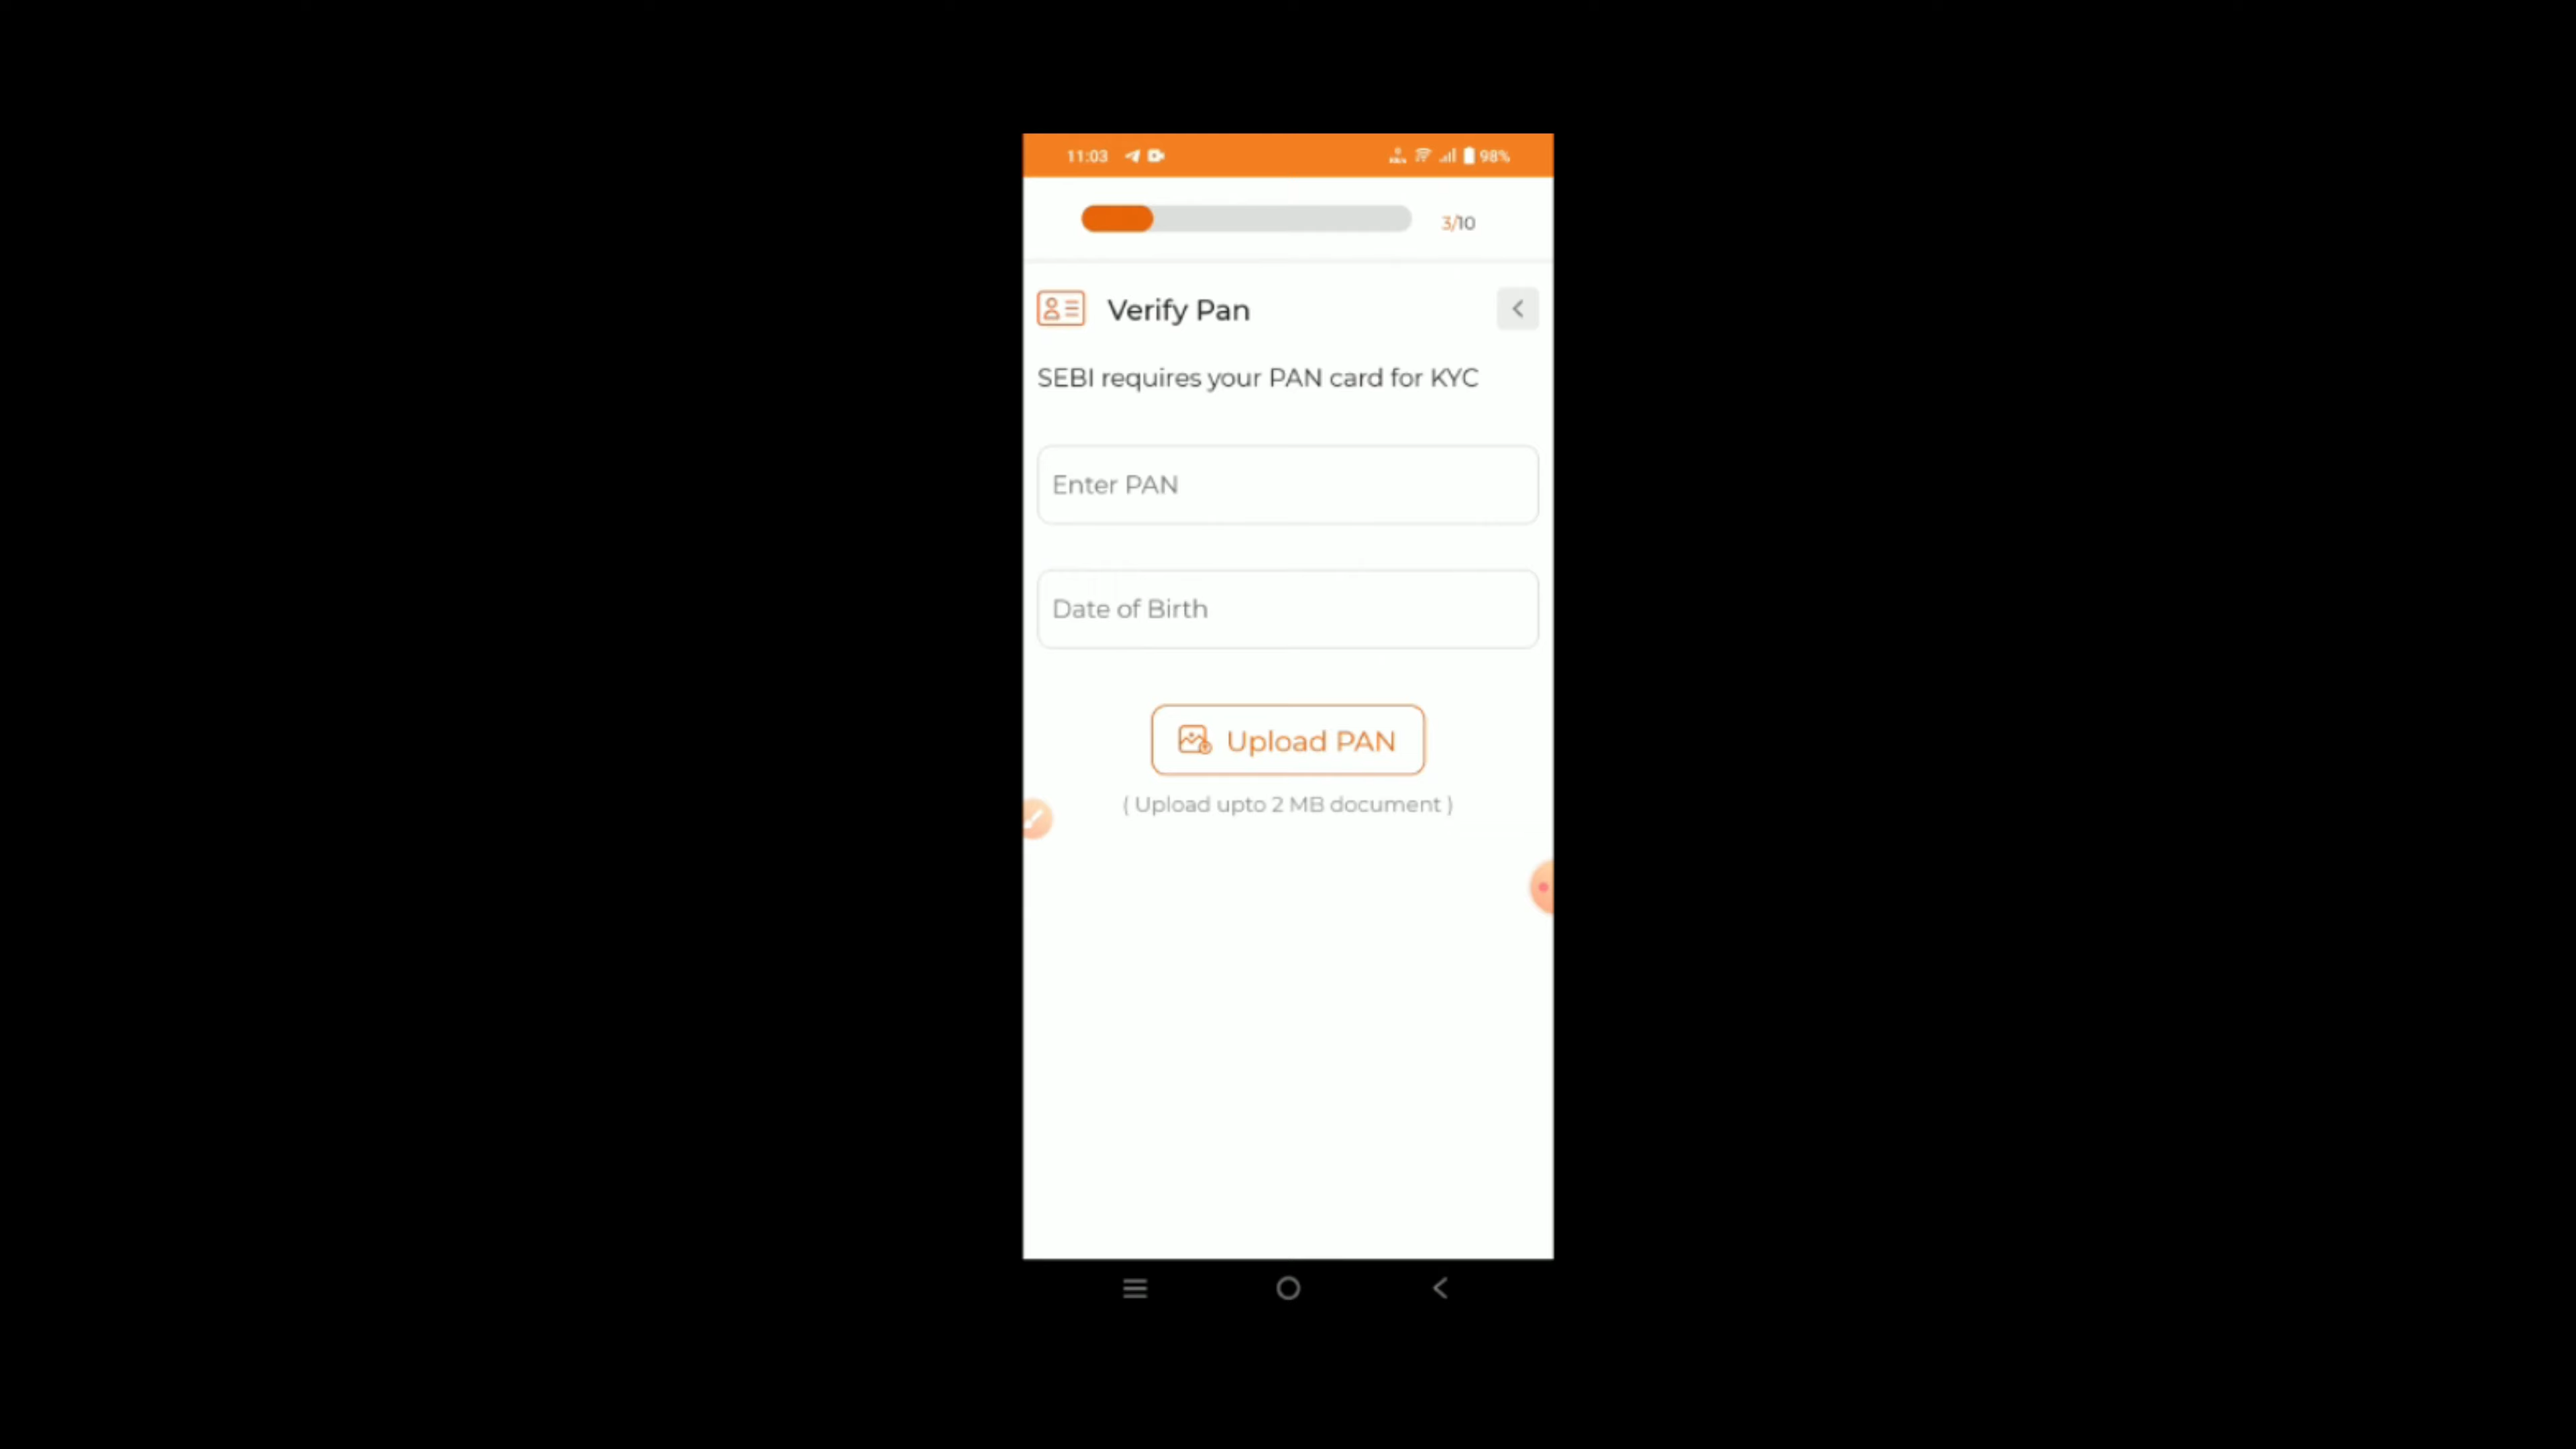 11:03
98%
3/10
Verify Pan
SEBI requires your PAN card for KYC
Enter PAN
Date of Birth
Upload PAN
( Upload upto 2 MB document )